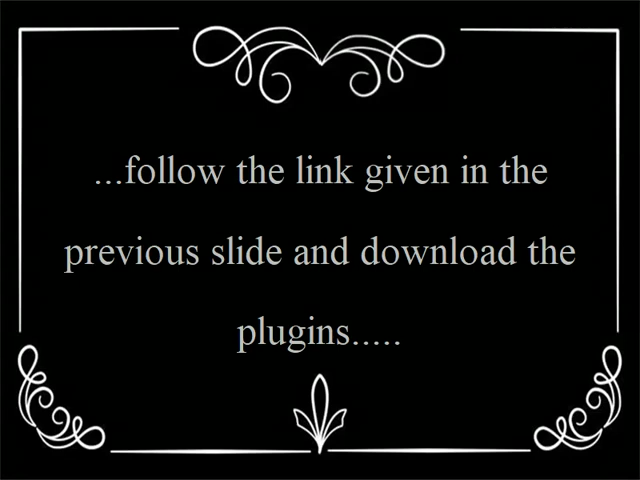 ...follow the link given in the
previous slide and download the
plugins.....